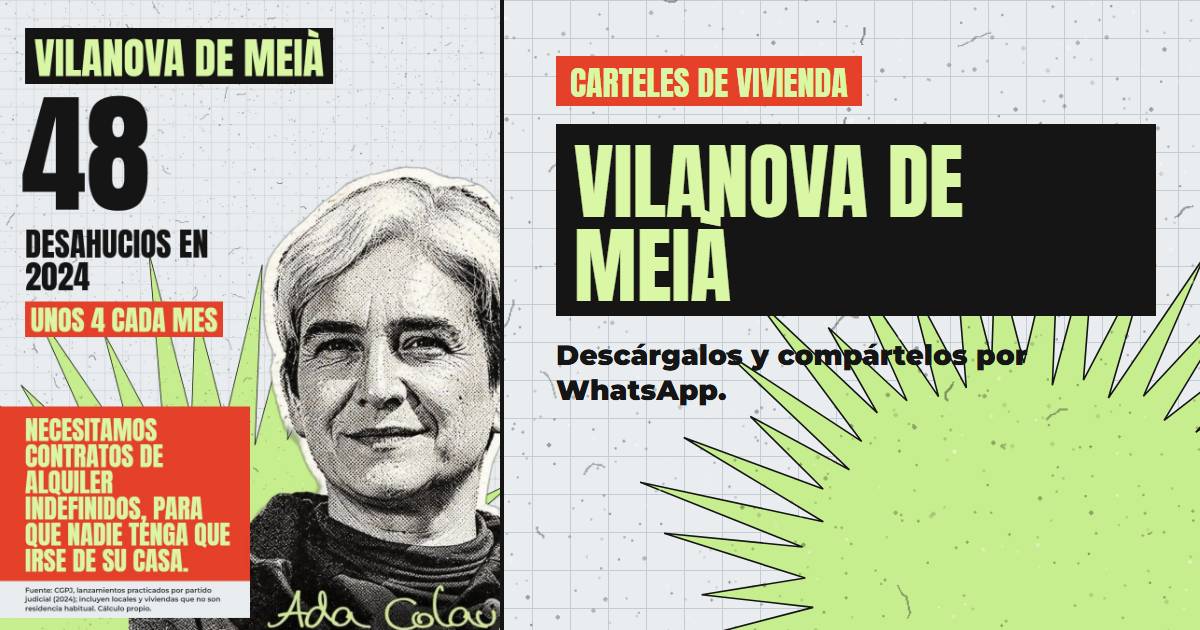 VILANOVA DE MEIÀ
48
DESAHUCIOS EN
2024
UNOS 4 CADA MES
NECESITAMOS
CONTRATOS DE
ALQUILER
INDEFINIDOS, PARA
QUE NADIE TENGA QUE
IRSE DE SU CASA.
Fuente: CGPJ, lanzamientos practicados por partido
judicial (2024); incluyen locales y viviendas que no son
residencia habitual. Cálculo propio.
Ada Colau
CARTELES DE VIVIENDA
VILANOVA DE
MEIÀ
Descárgalos y compártelos por
WhatsApp.